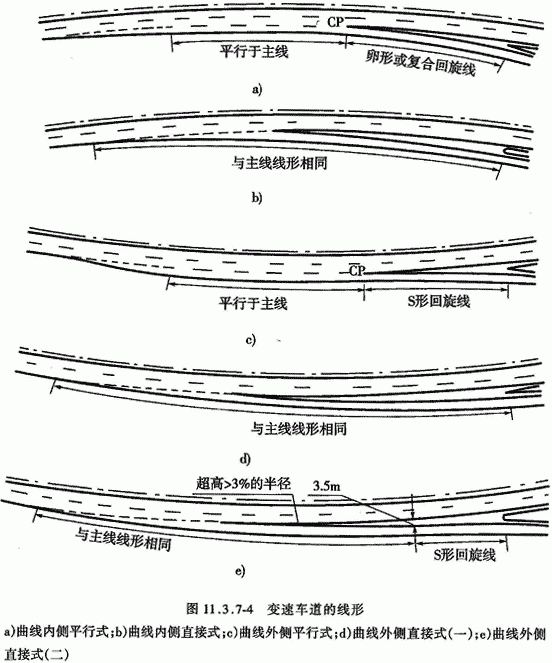 CP
平行于主线
卵形或复合回旋线
a)
与主线线形相同
b)
CP
平行于主线
S形回旋线
c)
与主线线形相同
d)
超高>3%的半径
3.5m
与主线线形相同
S形回旋线
e)
图 11.3.7-4 变速车道的线形
a)曲线内侧平行式;b)曲线内侧直接式;c)曲线外侧平行式;d)曲线外侧直接式(一);e)曲线外侧
直接式(二)